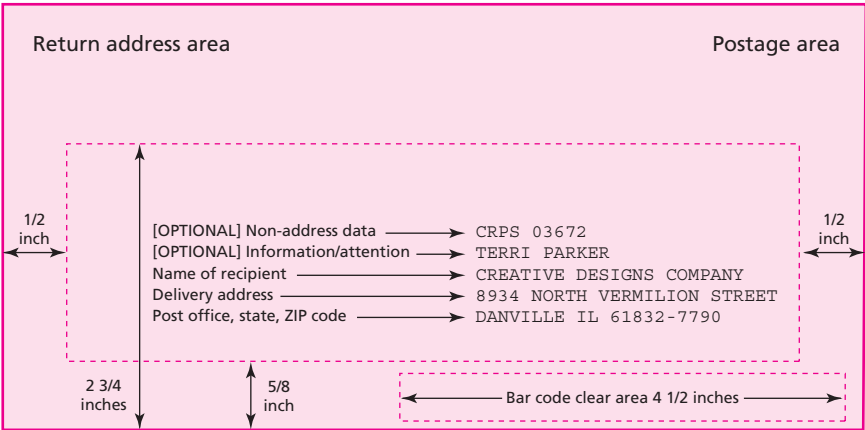 Return address area
Postage area
1/2
inch
1/2
inch
[OPTIONAL] Non-address data CRPS 03672
[OPTIONAL] Information/attention TERRI PARKER
Name of recipient CREATIVE DESIGNS COMPANY
Delivery address 8934 NORTH VERMILION STREET
Post office, state, ZIP code DANVILLE IL 61832-7790
2 3/4
inches
5/8
inch
Bar code clear area 4 1/2 inches